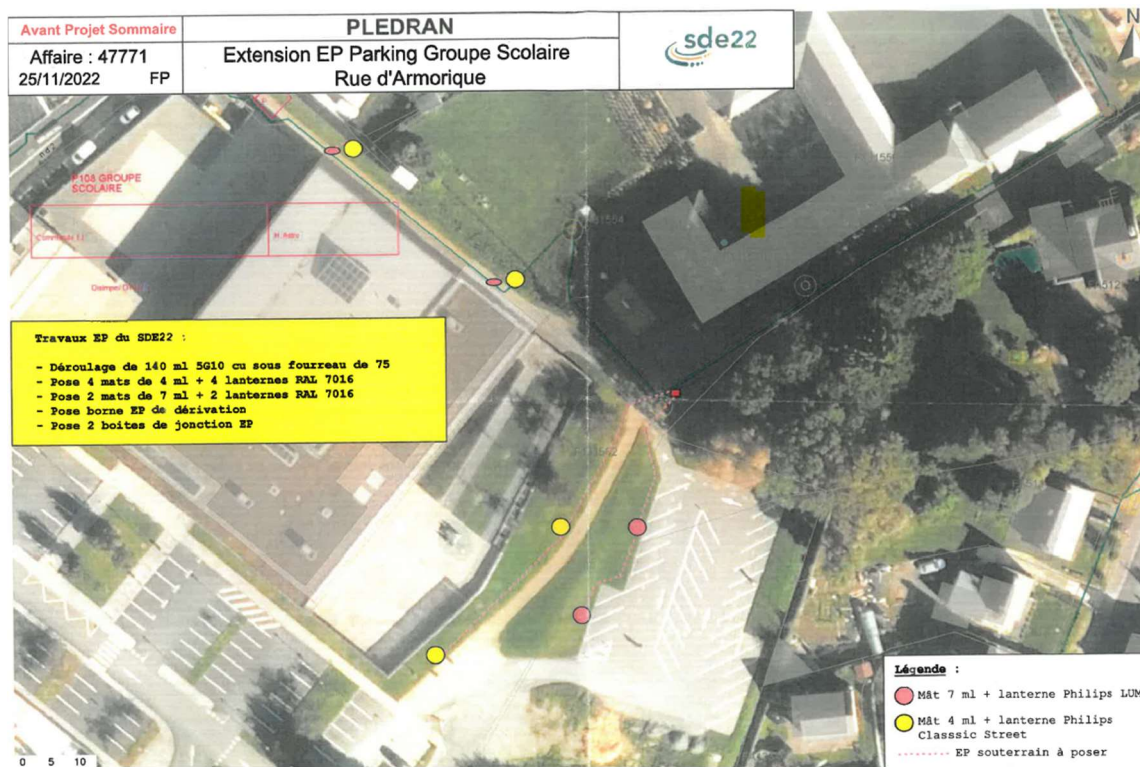 Avant Projet Sommaire
Affaire : 47771
25/11/2022 FP
PLEDRAN
Extension EP Parking Groupe Scolaire
Rue d'Armorique
sde22
N
P108 GROUPE
SCOLAIRE
Travaux EP du SDE22 :
- Déroulage de 140 ml 5G10 cu sous fourreau de 75
- Pose 4 mats de 4 ml + 4 lanternes RAL 7016
- Pose 2 mats de 7 ml + 2 lanternes RAL 7016
- Pose borne EP de dérivation
- Pose 2 boites de jonction EP
Légende :
Mât 7 ml + lanterne Philips LUM
Mât 4 ml + lanterne Philips
Classsic Street
EP souterrain à poser
0 5 10